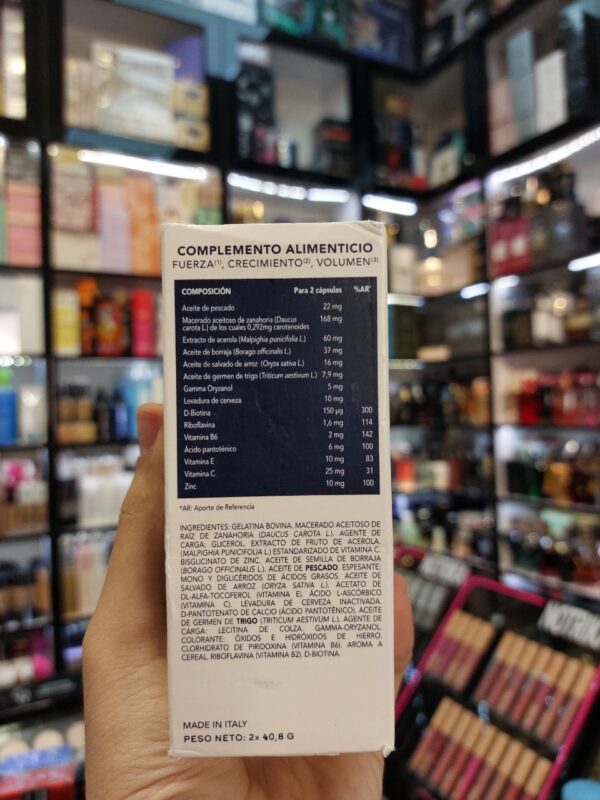 COMPLEMENTO ALIMENTICIO
FUERZA⁽¹⁾, CRECIMIENTO⁽²⁾, VOLUMEN⁽³⁾
COMPOSICIÓN Para 2 cápsulas %AR*
Aceite de pescado 22 mg
Macerado aceitoso de zanahoria (Daucus 168 mg
carota L.) de los cuales 0,292mg carotenoides
Extracto de acerola (Malpighia punicifolia L.) 60 mg
Aceite de borraja (Borago officinalis L.) 37 mg
Aceite de salvado de arroz (Oryza sativa L.) 16 mg
Aceite de germen de trigo (Triticum aestivum L.) 7,9 mg
Gamma Oryzanol 5 mg
Levadura de cerveza 10 mg
D-Biotina 150 µg 300
Riboflavina 1,6 mg 114
Vitamina B6 2 mg 142
Ácido pantoténico 6 mg 100
Vitamina E 10 mg 83
Vitamina C 25 mg 31
Zinc 10 mg 100
*AR: Aporte de Referencia
INGREDIENTES: GELATINA BOVINA. MACERADO ACEITOSO DE
RAÍZ DE ZANAHORIA (DAUCUS CAROTA L.). AGENTE DE
CARGA: GLICEROL. EXTRACTO DE FRUTO DE ACEROLA,
(MALPIGHIA PUNICIFOLIA L.) ESTANDARIZADO DE VITAMINA C.
BISGLICINATO DE ZINC. ACEITE DE SEMILLA DE BORRAJA
(BORAGO OFFICINALIS L.). ACEITE DE PESCADO. ESPESANTE:
MONO Y DIGLICÉRIDOS DE ÁCIDOS GRASOS. ACEITE DE
SALVADO DE ARROZ (ORYZA SATIVA L.). ACETATO DE
DL-ALFA-TOCOFEROL (VITAMINA E). ÁCIDO L-ASCÓRBICO
(VITAMINA C). LEVADURA DE CERVEZA INACTIVADA.
D-PANTOTENATO DE CALCIO (ÁCIDO PANTOTÉNICO). ACEITE
DE GERMEN DE TRIGO (TRITICUM AESTIVUM L.). AGENTE DE
CARGA: LECITINA DE COLZA. GAMMA-ORYZANOL.
COLORANTE: ÓXIDOS E HIDRÓXIDOS DE HIERRO.
CLORHIDRATO DE PIRIDOXINA (VITAMINA B6). AROMA A
CEREAL. RIBOFLAVINA (VITAMINA B2). D-BIOTINA.
MADE IN ITALY
PESO NETO: 2x 40,8 G